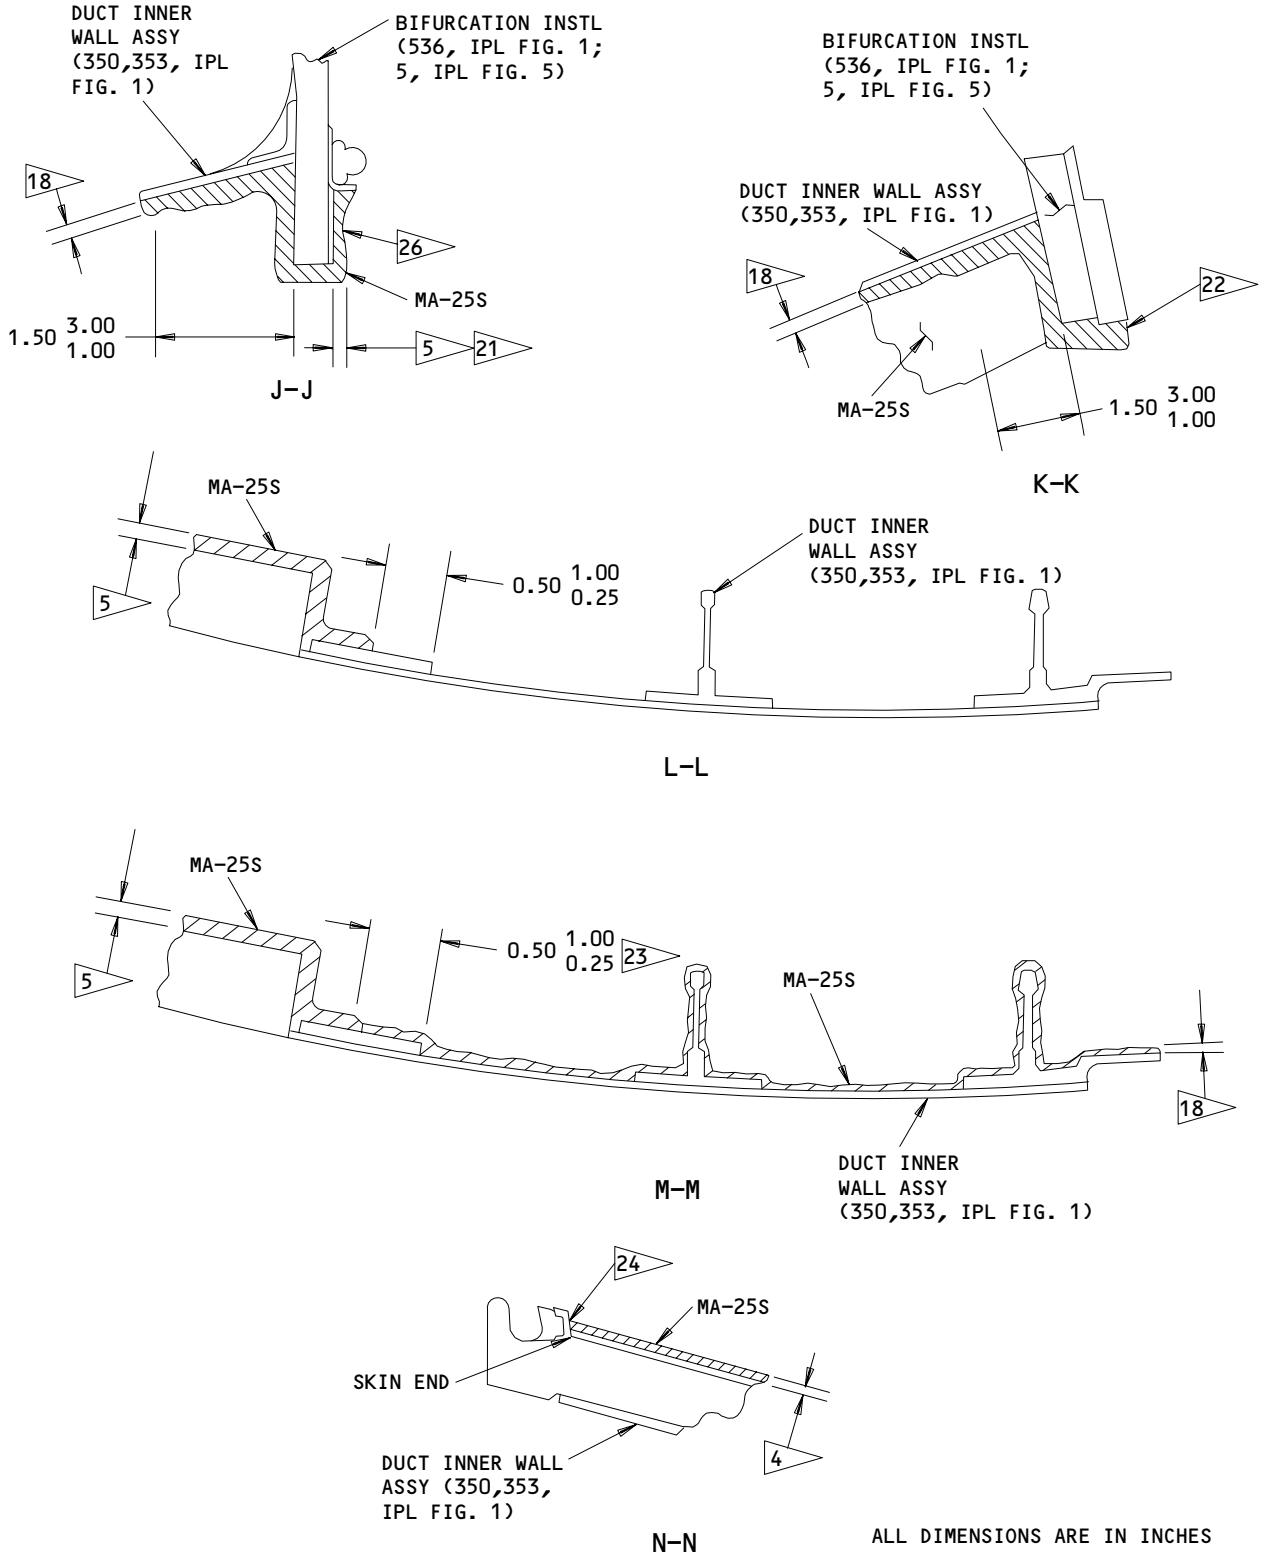 DUCT INNER
WALL ASSY
(350,353, IPL
FIG. 1)
BIFURCATION INSTL
(536, IPL FIG. 1;
5, IPL FIG. 5)
18
26
MA-25S
1.50 3.00
1.00
5
21
J-J
BIFURCATION INSTL
(536, IPL FIG. 1;
5, IPL FIG. 5)
DUCT INNER WALL ASSY
(350,353, IPL FIG. 1)
18
22
MA-25S
1.50 3.00
1.00
K-K
MA-25S
5
0.50 1.00
0.25
DUCT INNER
WALL ASSY
(350,353, IPL FIG. 1)
L-L
MA-25S
5
0.50 1.00
0.25
23
MA-25S
18
DUCT INNER
WALL ASSY
(350,353, IPL FIG. 1)
M-M
24
MA-25S
SKIN END
4
DUCT INNER WALL
ASSY (350,353,
IPL FIG. 1)
N-N
ALL DIMENSIONS ARE IN INCHES